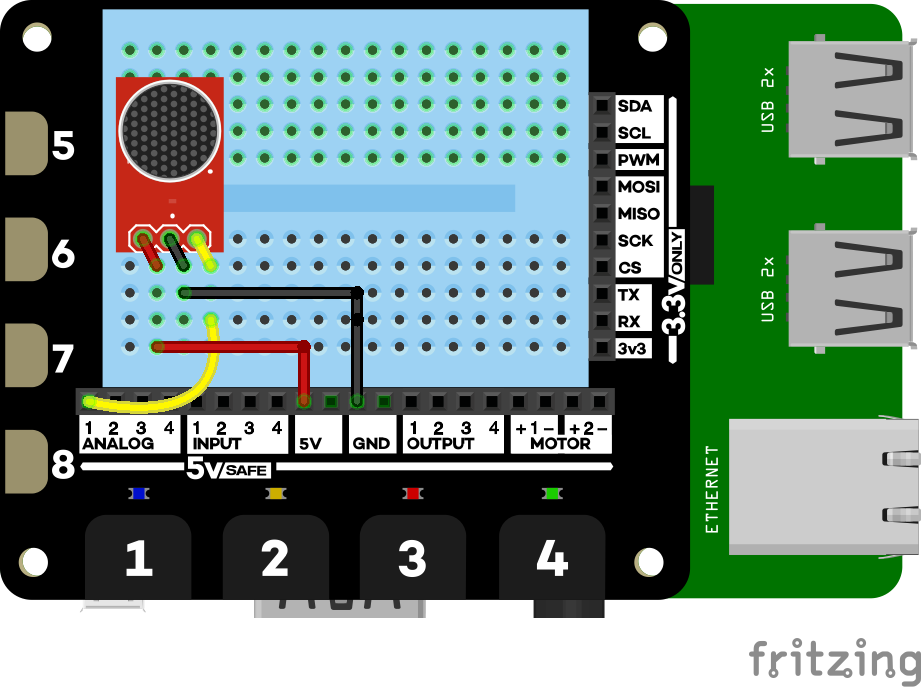 5
6
7
8
SDA
SCL
PWM
MOSI
MISO
SCK
CS
TX
RX
3v3
3.3V/ONLY
USB 2x
USB 2x
ETHERNET
1 2 3 4
ANALOG
1 2 3 4
INPUT
5V
GND
1 2 3 4
OUTPUT
+1- +2-
MOTOR
5V/SAFE
1
2
3
4
fritzing